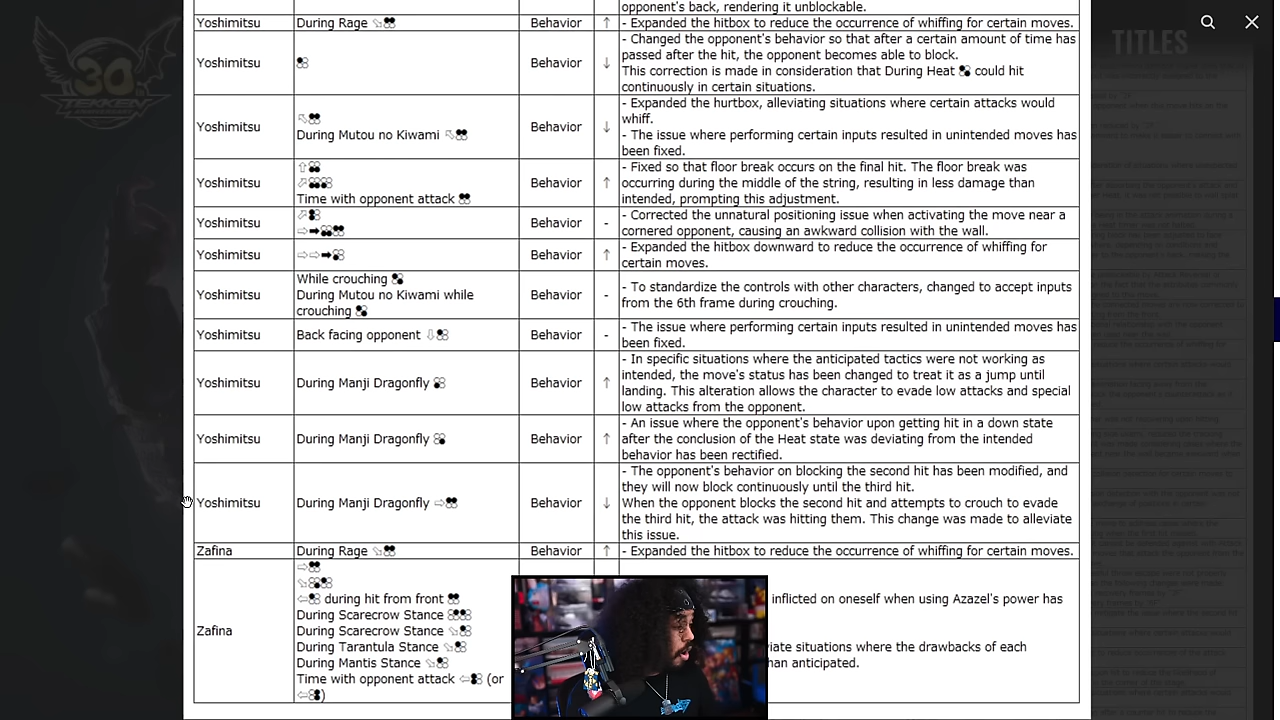 opponent's back, rendering it unblockable.
TITLES
30
TEKKEN
Yoshimitsu During Rage Behavior ↑ - Expanded the hitbox to reduce the occurrence of whiffing for certain moves.
Yoshimitsu Behavior ↓ - Changed the opponent's behavior so that after a certain amount of time has
passed after the hit, the opponent becomes able to block.
This correction is made in consideration that During Heat could hit
continuously in certain situations.
Yoshimitsu During Mutou no Kiwami Behavior ↓ - Expanded the hurtbox, alleviating situations where certain attacks would
whiff.
- The issue where performing certain inputs resulted in unintended moves has
been fixed.
Yoshimitsu Time with opponent attack Behavior ↑ - Fixed so that floor break occurs on the final hit. The floor break was
occurring during the middle of the string, resulting in less damage than
intended, prompting this adjustment.
Yoshimitsu Behavior - - Corrected the unnatural positioning issue when activating the move near a
cornered opponent, causing an awkward collision with the wall.
Yoshimitsu Behavior ↑ - Expanded the hitbox downward to reduce the occurrence of whiffing for
certain moves.
Yoshimitsu While crouching
During Mutou no Kiwami while
crouching
Behavior - - To standardize the controls with other characters, changed to accept inputs
from the 6th frame during crouching.
Yoshimitsu Back facing opponent Behavior - - The issue where performing certain inputs resulted in unintended moves has
been fixed.
Yoshimitsu During Manji Dragonfly Behavior ↑ - In specific situations where the anticipated tactics were not working as
intended, the move's status has been changed to treat it as a jump until
landing. This alteration allows the character to evade low attacks and special
low attacks from the opponent.
Yoshimitsu During Manji Dragonfly Behavior ↑ - An issue where the opponent's behavior upon getting hit in a down state
after the conclusion of the Heat state was deviating from the intended
behavior has been rectified.
Yoshimitsu During Manji Dragonfly Behavior ↓ - The opponent's behavior on blocking the second hit has been modified, and
they will now block continuously until the third hit.
When the opponent blocks the second hit and attempts to crouch to evade
the third hit, the attack was hitting them. This change was made to alleviate
this issue.
Zafina During Rage Behavior ↑ - Expanded the hitbox to reduce the occurrence of whiffing for certain moves.
Zafina
during hit from front
During Scarecrow Stance
During Scarecrow Stance
During Tarantula Stance
During Mantis Stance
Time with opponent attack (or
)
inflicted on oneself when using Azazel's power has
situations where the drawbacks of each
than anticipated.